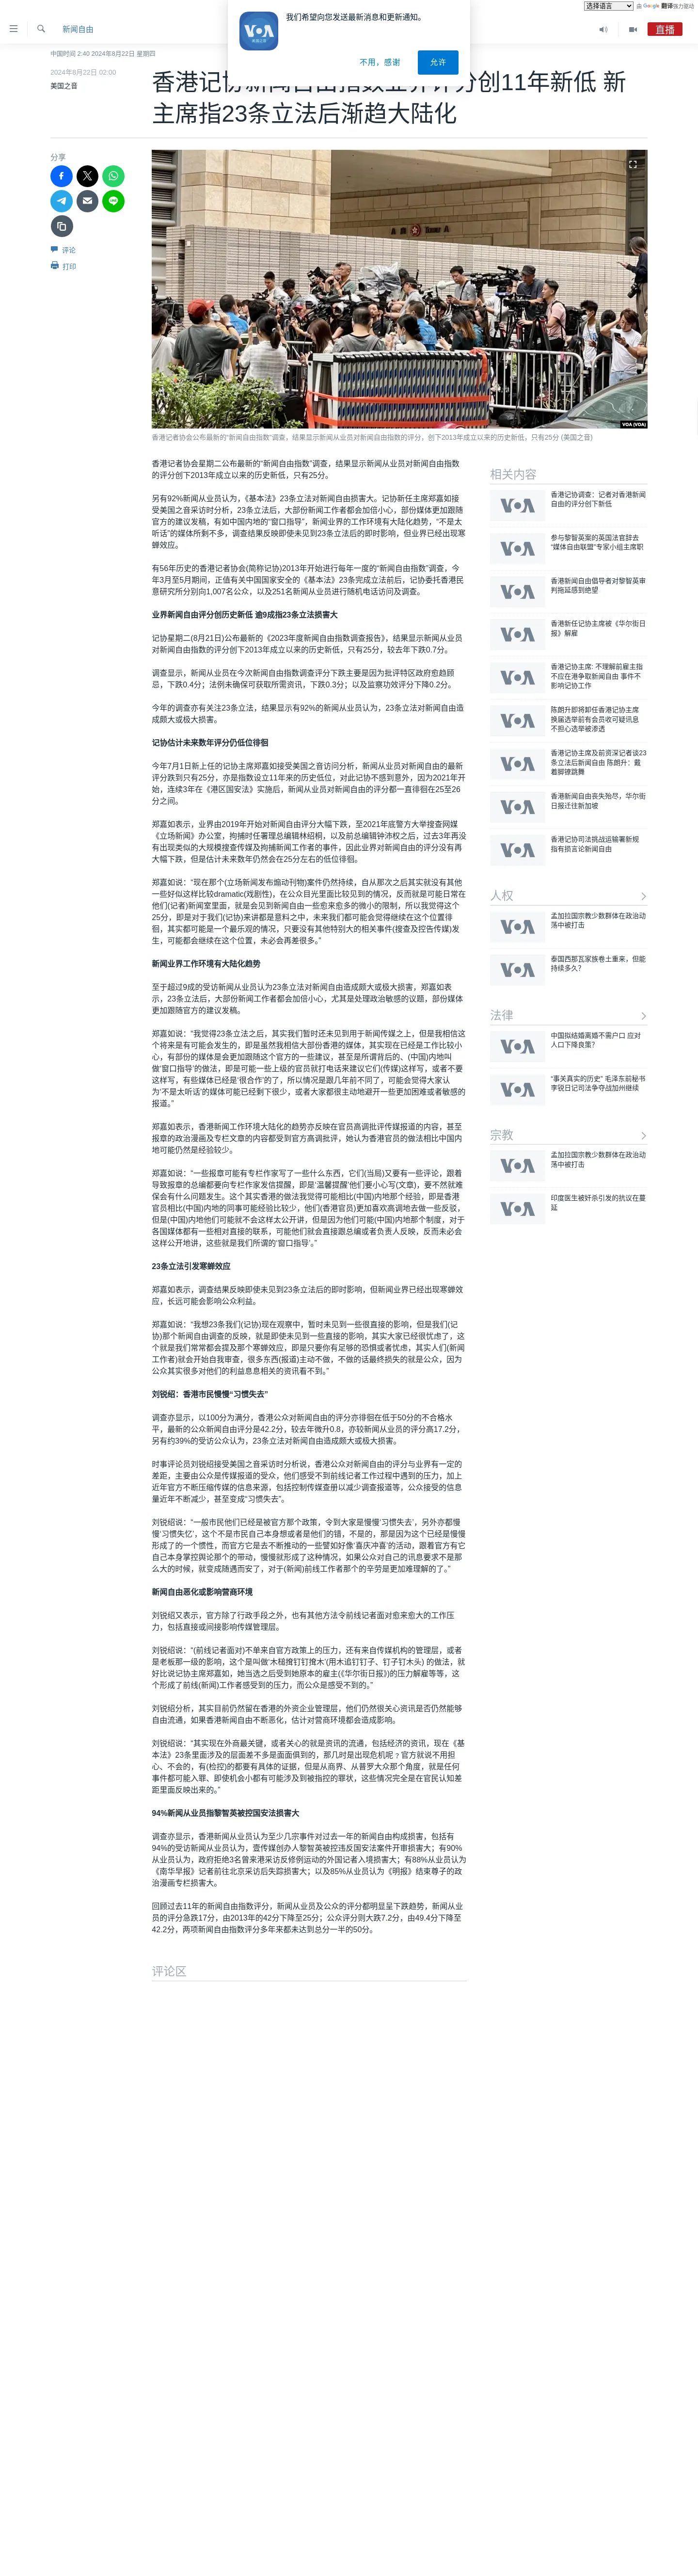 选择语言
由 Google 翻译强力驱动
我们希望向您发送最新消息和更新通知。
不用，感谢
允许
新闻自由
直播
中国时间 2:40 2024年8月22日 星期四
2024年8月22日 02:00
美国之音
香港记协新闻自由指数业界评分创11年新低 新
主席指23条立法后渐趋大陆化
分享
评论
打印
VOA (VOA)
香港记者协会公布最新的“新闻自由指数”调查，结果显示新闻从业员对新闻自由指数的评分，创下2013年成立以来的历史新低，只有25分 (美国之音)
香港记者协会星期二公布最新的“新闻自由指数”调查，结果显示新闻从业员对新闻自由指数
的评分创下2013年成立以来的历史新低，只有25分。
另有92%新闻从业员认为，《基本法》23条立法对新闻自由损害大。记协新任主席郑嘉如接
受美国之音采访时分析，23条立法后，大部份新闻工作者都会加倍小心，部份媒体更加跟随
官方的建议发稿，有如中国内地的“窗口指导”，新闻业界的工作环境有大陆化趋势，“不是太
听话”的媒体所剩不多，调查结果反映即使未见到23条立法后的即时影响，但业界已经出现寒
蝉效应。
有56年历史的香港记者协会(简称记协)2013年开始进行每年一度的“新闻自由指数”调查，今
年3月至5月期间，正值有关中国国家安全的《基本法》23条完成立法前后，记协委托香港民
意研究所分别向1,007名公众，以及251名新闻从业员进行随机电话访问及调查。
业界新闻自由评分创历史新低 逾9成指23条立法损害大
记协星期二(8月21日)公布最新的《2023年度新闻自由指数调查报告》，结果显示新闻从业员
对新闻自由指数的评分创下2013年成立以来的历史新低，只有25分，较去年下跌0.7分。
调查显示，新闻从业员在今次新闻自由指数调查评分下跌主要是因为批评特区政府愈趋顾
忌，下跌0.4分；法例未确保可获取所需资讯，下跌0.3分；以及监察功效评分下降0.2分。
今年的调查亦有关注23条立法，结果显示有92%的新闻从业员认为，23条立法对新闻自由造
成颇大或极大损害。
记协估计未来数年评分仍低位徘徊
今年7月1日新上任的记协主席郑嘉如接受美国之音访问分析，新闻从业员对新闻自由的最新
评分跌到只有25分，亦是指数设立11年来的历史低位，对此记协不感到意外，因为2021年开
始，连续3年在《港区国安法》实施后，新闻从业员对新闻自由的评分都一直徘徊在25至26
分之间。
郑嘉如表示，业界由2019年开始对新闻自由评分大幅下跌，至2021年底警方大举搜查网媒
《立场新闻》办公室，拘捕时任署理总编辑林绍桐，以及前总编辑钟沛权之后，过去3年再没
有出现类似的大规模搜查传媒及拘捕新闻工作者的事件，因此业界对新闻自由的评分没有再
大幅下跌，但是估计未来数年仍然会在25分左右的低位徘徊。
郑嘉如说：“现在那个(立场新闻发布煽动刊物)案件仍然持续，自从那次之后其实就没有其他
一些好似这样比较dramatic(戏剧性)，在公众目光里面比较见到的情况，反而就是可能日常在
他们(记者)新闻室里面，就是会见到新闻自由一些愈来愈多的微小的限制，所以我觉得这个
25分，即是对于我们(记协)来讲都是意料之中，未来我们都可能会觉得继续在这个位置徘
徊，其实都可能是一个最乐观的情况，只要没有其他特别大的相关事件(搜查及控告传媒)发
生，可能都会继续在这个位置，未必会再差很多。”
新闻业界工作环境有大陆化趋势
至于超过9成的受访新闻从业员认为23条立法对新闻自由造成颇大或极大损害，郑嘉如表
示，23条立法后，大部份新闻工作者都会加倍小心，尤其是处理政治敏感的议题，部份媒体
更加跟随官方的建议发稿。
郑嘉如说：“我觉得23条立法之后，其实我们暂时还未见到用于新闻传媒之上，但是我相信这
个将来是有可能会发生的，即是虽然我相信大部份香港的媒体，其实现在已经是工作比较小
心，有部份的媒体是会更加跟随这个官方的一些建议，甚至是所谓背后的、(中国)内地叫
做‘窗口指导’的做法，即是可能一些上级的官员就打电话来建议它们(传媒)这样写，或者不要
这样写，有些媒体已经是‘很合作’的了，所以情况是跟几年前不同了，可能会觉得大家认
为‘不是太听话’的媒体可能已经剩下很少，或者大家都很主动地避开一些更加困难或者敏感的
报道。”
郑嘉如表示，香港新闻工作环境大陆化的趋势亦反映在官员高调批评传媒报道的内容，甚至
报章的政治漫画及专栏文章的内容都受到官方高调批评，她认为香港官员的做法相比中国内
地可能仍然是经验较少。
郑嘉如说：“一些报章可能有专栏作家写了一些什么东西，它们(当局)又要有一些评论，跟着
导致报章的总编都要向专栏作家发信提醒，即是‘温馨提醒’他们要小心写(文章)，要不然就难
保会有什么问题发生。这个其实香港的做法我觉得可能相比(中国)内地那个经验，即是香港
官员相比(中国)内地的同事可能经验比较少，他们(香港官员)更加喜欢高调地去做一些反驳，
但是(中国)内地他们可能就不会这样太公开讲，但是因为他们可能(中国)内地那个制度，对于
各国媒体都有一些相对直接的联系，可能他们就会直接跟总编或者负责人反映，反而未必会
这样公开地讲，这些就是我们所谓的‘窗口指导’。”
23条立法引发寒蝉效应
郑嘉如表示，调查结果反映即使未见到23条立法后的即时影响，但新闻业界已经出现寒蝉效
应，长远可能会影响公众利益。
郑嘉如说：“我想23条我们(记协)现在观察中，暂时未见到一些很直接的影响，但是我们(记
协)那个新闻自由调查的反映，就是即使未见到一些直接的影响，其实大家已经很忧虑了，这
个就是我们常常都会提及那个寒蝉效应，即是只要你有足够的恐惧或者忧虑，其实人们(新闻
工作者)就会开始自我审查，很多东西(报道)主动不做，不做的话最终损失的就是公众，因为
公众其实很多对他们的利益息息相关的资讯看不到。”
刘锐绍：香港市民慢慢“习惯失去”
调查亦显示，以100分为满分，香港公众对新闻自由的评分亦徘徊在低于50分的不合格水
平，最新的公众新闻自由评分是42.2分，较去年微升0.8，亦较新闻从业员的评分高17.2分，
另有约39%的受访公众认为，23条立法对新闻自由造成颇大或极大损害。
时事评论员刘锐绍接受美国之音采访时分析说，香港公众对新闻自由的评分与业界有一定的
差距，主要由公众是传媒报道的受众，他们感受不到前线记者工作过程中遇到的压力，加上
近年官方不断压缩传媒的信息来源，包括控制传媒查册以减少调查报道等，公众接受的信息
量近年不断减少，甚至变成“习惯失去”。
刘锐绍说：“一般市民他们已经是被官方那个政策，令到大家是慢慢‘习惯失去’，另外亦都慢
慢‘习惯失忆’，这个不是市民自己本身想或者是他们的错，不是的，那是因为这个已经是慢慢
形成了的一个惯性，而官方它是去不断推动的一些譬如好像‘喜庆冲喜’的活动，跟着官方有它
自己本身掌控舆论那个的带动，慢慢就形成了这种情况，如果公众对自己的讯息要求不是那
么大的时候，就变成随遇而安了，对于(新闻)前线工作者那个的辛劳是更加难理解的了。”
新闻自由恶化或影响营商环境
刘锐绍又表示，官方除了行政手段之外，也有其他方法令前线记者面对愈来愈大的工作压
力，包括直接或间接影响传媒管理层。
刘锐绍说：“(前线记者面对)不单来自官方政策上的压力，还有来自传媒机构的管理层，或者
是老板那一级的影响，这个是叫做‘木槌搉钉钉搉木’(用木追钉钉子、钉子钉木头) 的做法，就
好比说记协主席郑嘉如，她当选之后受到她原本的雇主(《华尔街日报》)的压力解雇等等，这
个形成了前线(新闻)工作者感受到的压力，而公众是感受不到的。”
刘锐绍分析，其实目前仍然留在香港的外资企业管理层，他们仍然很关心资讯是否仍然能够
自由流通，如果香港新闻自由不断恶化，估计对营商环境都会造成影响。
刘锐绍说：“其实现在外商最关键，或者关心的就是资讯的流通，包括经济的资讯，现在《基
本法》23条里面涉及的层面差不多是面面俱到的，那几时是出现危机呢？官方就说不用担
心、不会的，有(检控)的都要有具体的证据，但是从商界、从普罗大众那个角度，就是任何
事件都可能入罪、即使机会小都有可能涉及到被指控的罪状，这些情况完全是在官民认知差
距里面反映出来的。”
94%新闻从业员指黎智英被控国安法损害大
调查亦显示，香港新闻从业员认为至少几宗事件对过去一年的新闻自由构成损害，包括有
94%的受访新闻从业员认为，壹传媒创办人黎智英被控违反国安法案件开审损害大；有90%
从业员认为，政府拒绝3名曾来港采访反修例运动的外国记者入境损害大；有88%从业员认为
《南华早报》记者前往北京采访后失踪损害大；以及85%从业员认为《明报》结束尊子的政
治漫画专栏损害大。
回顾过去11年的新闻自由指数评分，新闻从业员及公众的评分都明显呈下跌趋势，新闻从业
员的评分急跌17分，由2013年的42分下降至25分；公众评分则大跌7.2分，由49.4分下降至
42.2分，两项新闻自由指数评分多年来都未达到总分一半的50分。
评论区
相关内容
香港记协调查：记者对香港新闻
自由的评分创下新低
参与黎智英案的英国法官辞去
“媒体自由联盟”专家小组主席职
香港新闻自由倡导者对黎智英审
判拖延感到绝望
香港新任记协主席被《华尔街日
报》解雇
香港记协主席: 不理解前雇主指
不应在港争取新闻自由 事件不
影响记协工作
陈朗升即将卸任香港记协主席
换届选举前有会员收可疑讯息
不担心选举被渗透
香港记协主席及前资深记者谈23
条立法后新闻自由 陈朗升：戴
着脚镣跳舞
香港新闻自由丧失殆尽，华尔街
日报迁往新加坡
香港记协司法挑战运输署新规
指有损言论新闻自由
人权
孟加拉国宗教少数群体在政治动
荡中被打击
泰国西那瓦家族卷土重来，但能
持续多久？
法律
中国拟结婚离婚不需户口 应对
人口下降良策？
“事关真实的历史” 毛泽东前秘书
李锐日记司法争夺战加州继续
宗教
孟加拉国宗教少数群体在政治动
荡中被打击
印度医生被奸杀引发的抗议在蔓
延